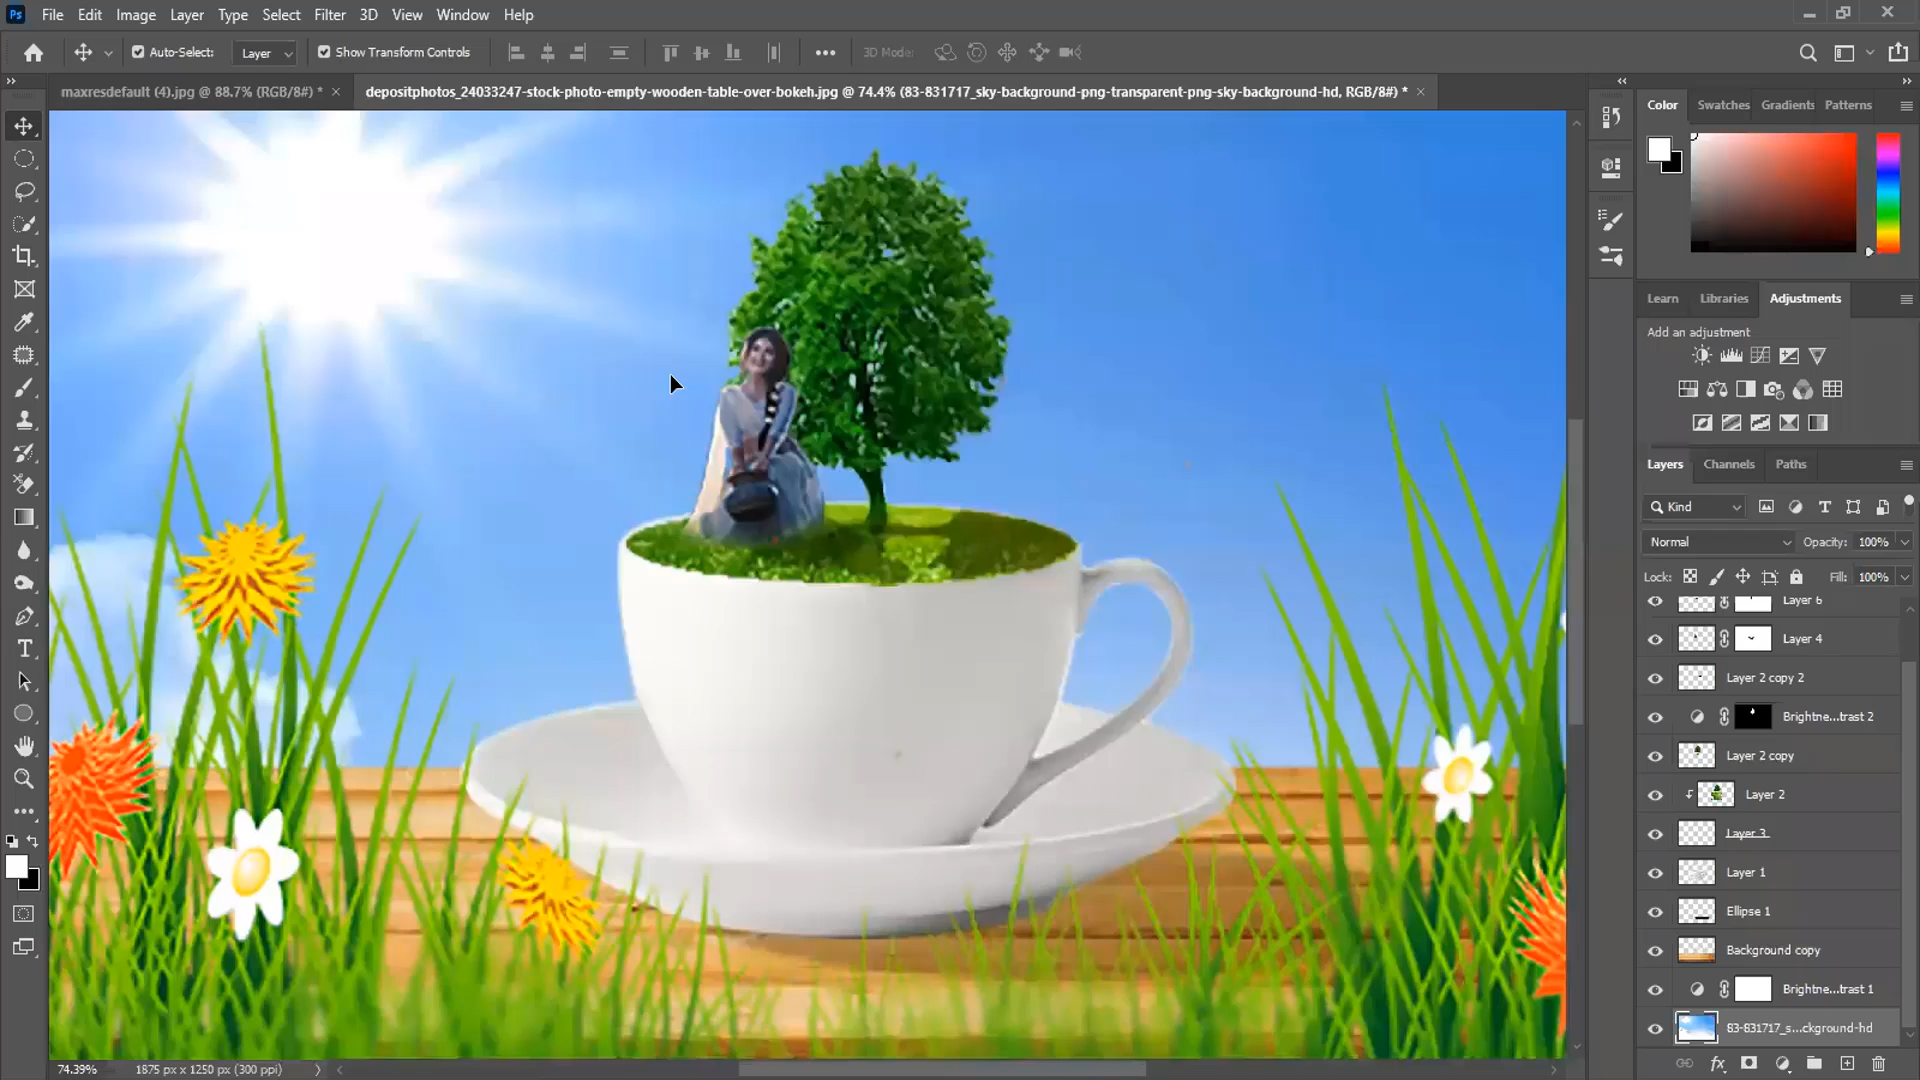 Ps File Edit Image Layer Type Select Filter 3D View Window Help
Auto-Select: Layer Show Transform Controls 3D Mode:
maxresdefault (4).jpg @ 88.7% (RGB/8#) * × depositphotos_24033247-stock-photo-empty-wooden-table-over-bokeh.jpg @ 74.4% (83-831717_sky-background-png-transparent-png-sky-background-hd, RGB/8#) * ×
Color Swatches Gradients Patterns
Learn Libraries Adjustments
Add an adjustment
Layers Channels Paths
Kind
Normal Opacity: 100%
Lock: Fill: 100%
Layer 6
Layer 4
Layer 2 copy 2
Brightne...trast 2
Layer 2 copy
Layer 2
Layer 3
Layer 1
Ellipse 1
Background copy
Brightne...trast 1
83-831717_s...ckground-hd
74.39% 1875 px x 1250 px (300 ppi)